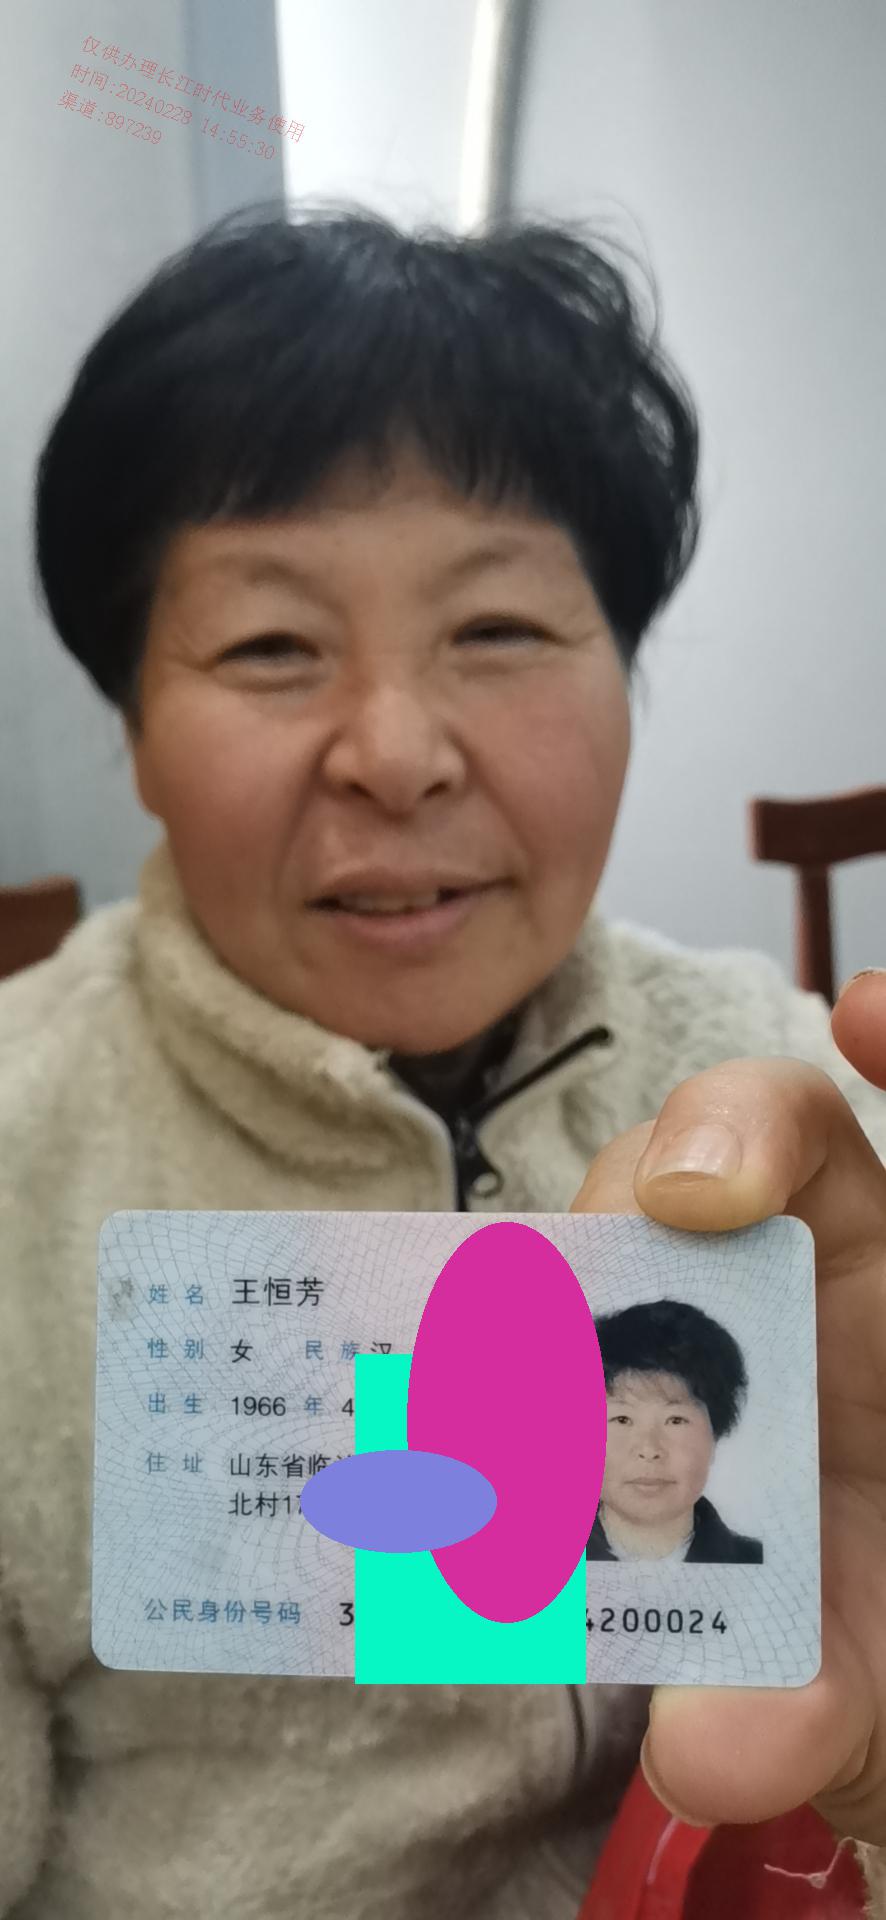 仅供办理长江时代业务使用
时间:20240228 14:55:30
渠道:897239
姓名 王恒芳
性别 女 民族 汉
出生 1966 年 4
住址 山东省临
北村1
公民身份号码 3 4200024